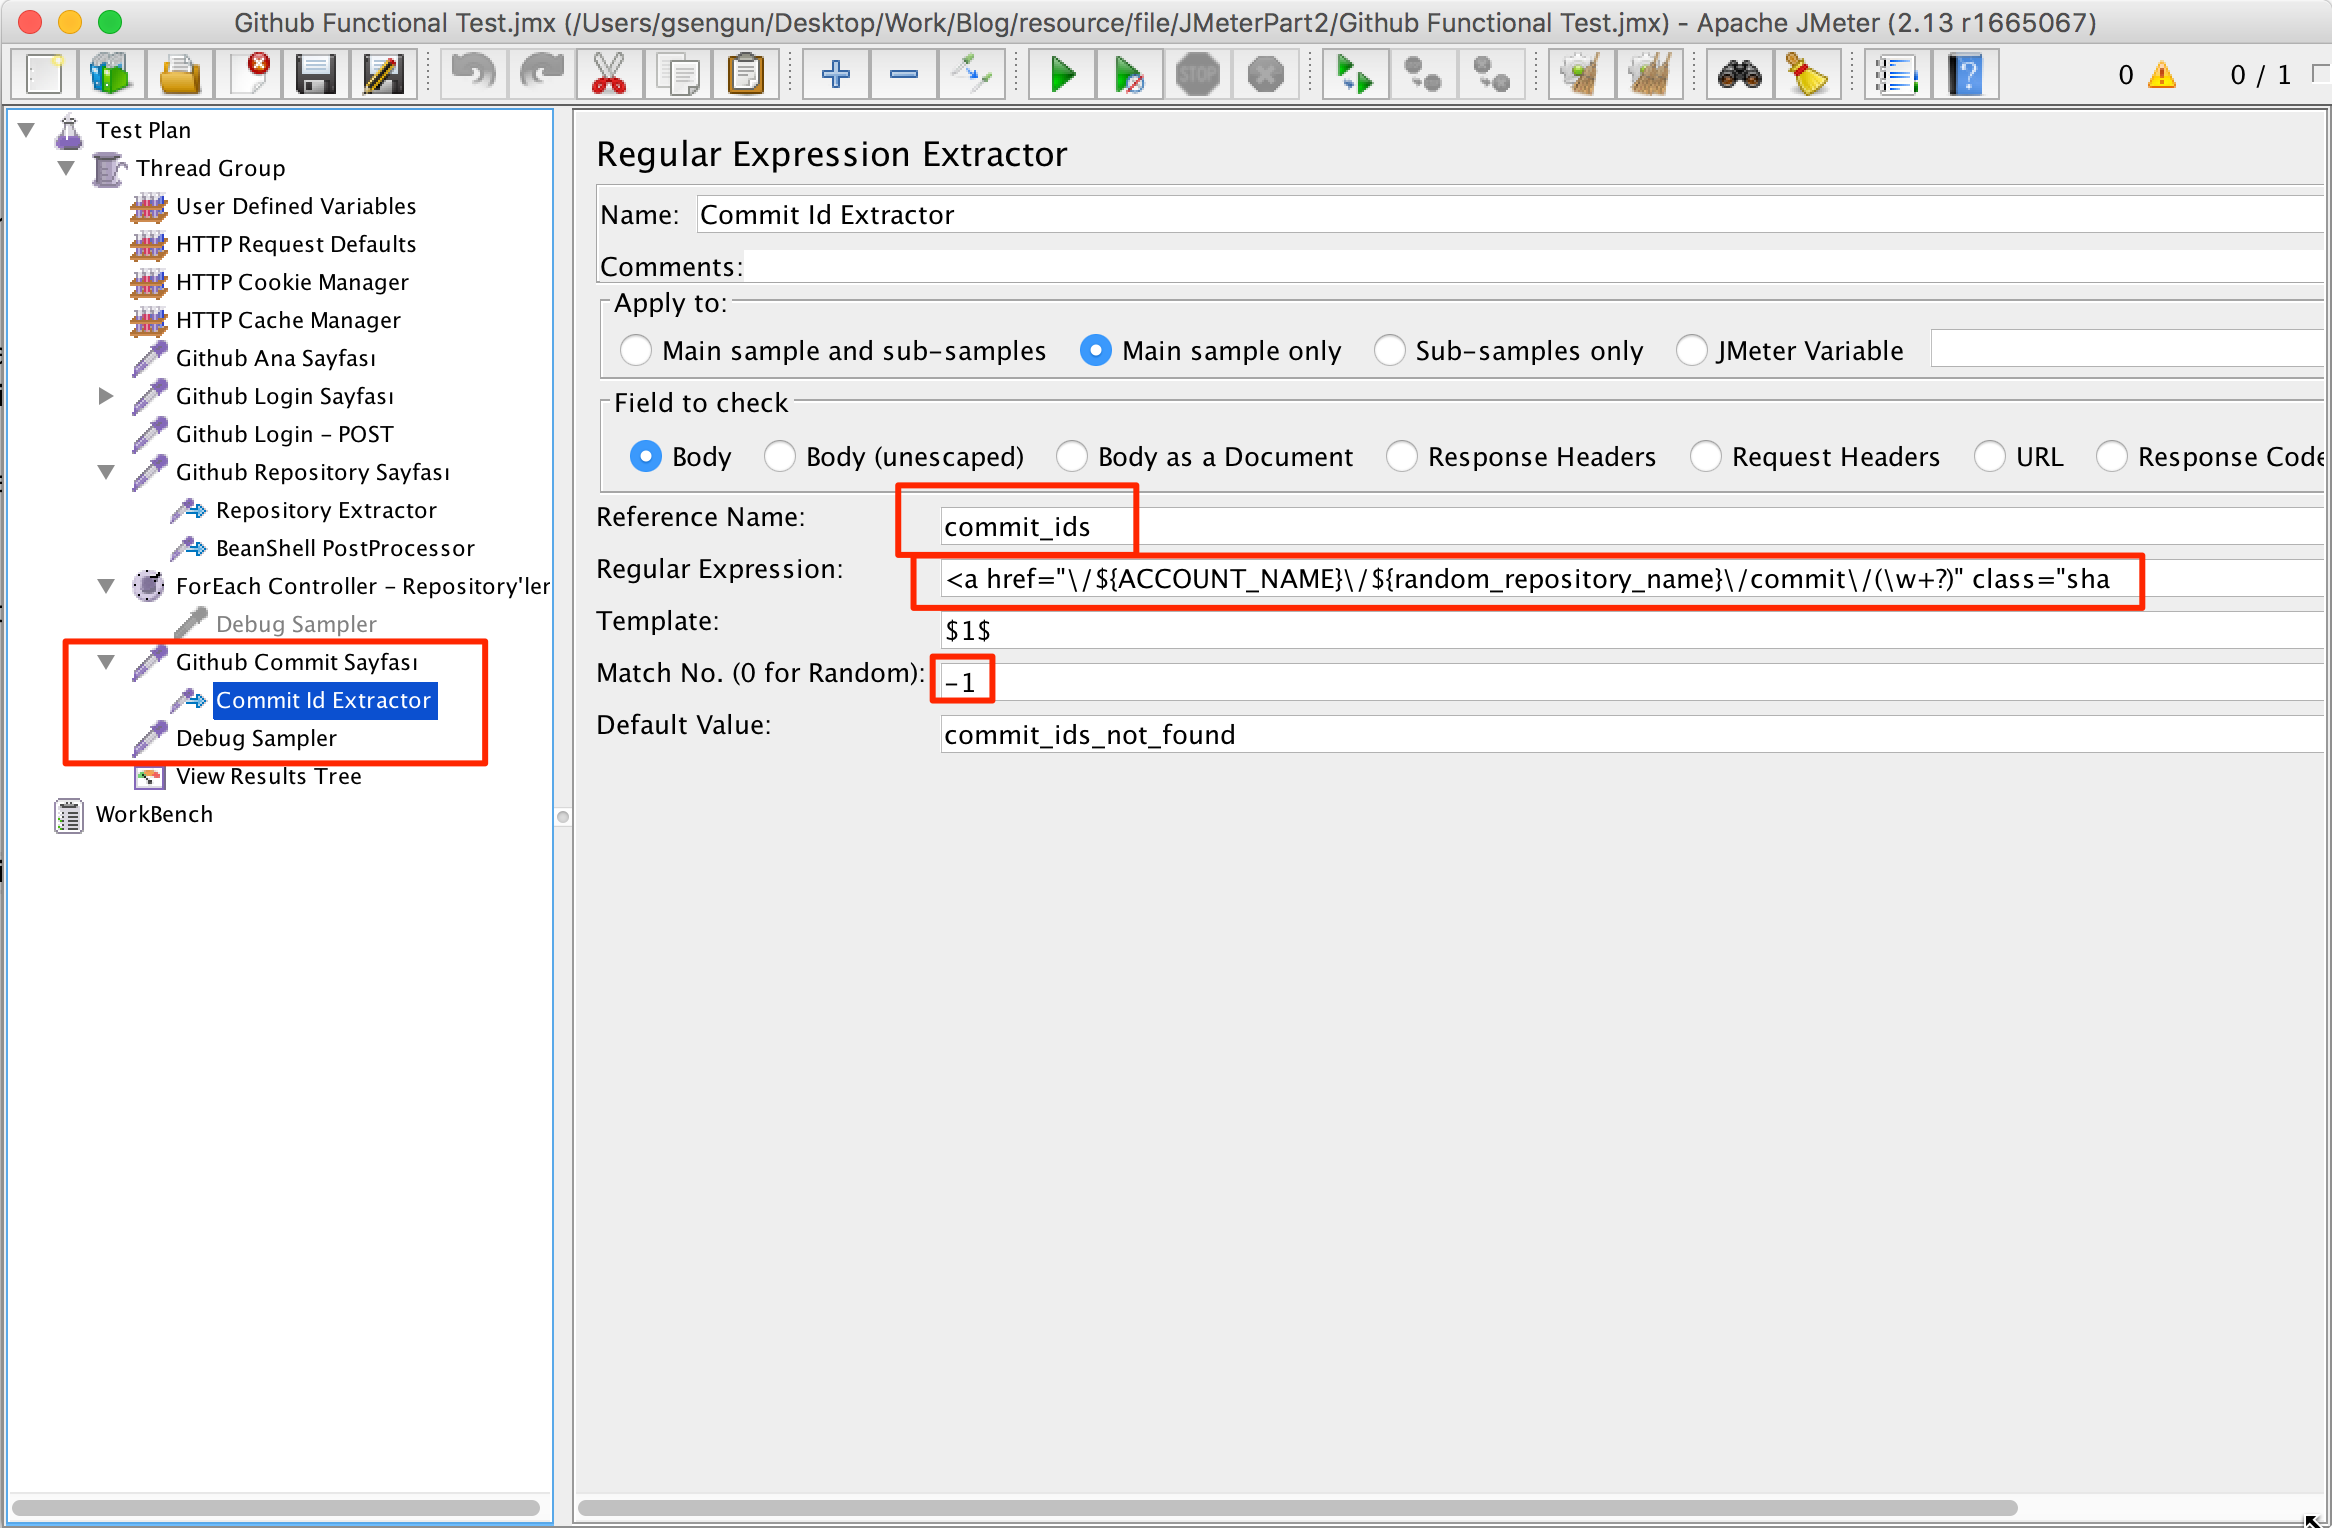 Github Functional Test.jmx (/Users/gsengun/Desktop/Work/Blog/resource/file/JMeterPart2/Github Functional Test.jmx) - Apache JMeter (2.13 r1665067)
STOP
0
0 / 1
Test Plan
Thread Group
User Defined Variables
HTTP Request Defaults
HTTP Cookie Manager
HTTP Cache Manager
Github Ana Sayfası
Github Login Sayfası
Github Login - POST
Github Repository Sayfası
Repository Extractor
BeanShell PostProcessor
ForEach Controller - Repository'ler
Debug Sampler
Github Commit Sayfası
Commit Id Extractor
Debug Sampler
View Results Tree
WorkBench
Regular Expression Extractor
Name: Commit Id Extractor
Comments:
Apply to:
Main sample and sub-samples Main sample only Sub-samples only JMeter Variable
Field to check
Body Body (unescaped) Body as a Document Response Headers Request Headers URL Response Code
Reference Name: commit_ids
Regular Expression: <a href="\/${ACCOUNT_NAME}\/${random_repository_name}\/commit\/(\w+?)" class="sha
Template: $1$
Match No. (0 for Random): -1
Default Value: commit_ids_not_found